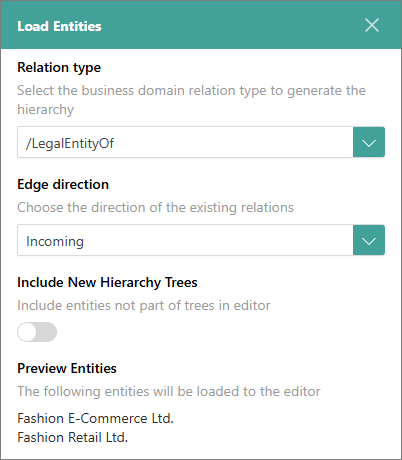 Load Entities
Relation type
Select the business domain relation type to generate the
hierarchy
/LegalEntityOf
Edge direction
Choose the direction of the existing relations
Incoming
Include New Hierarchy Trees
Include entities not part of trees in editor
Preview Entities
The following entities will be loaded to the editor
Fashion E-Commerce Ltd.
Fashion Retail Ltd.